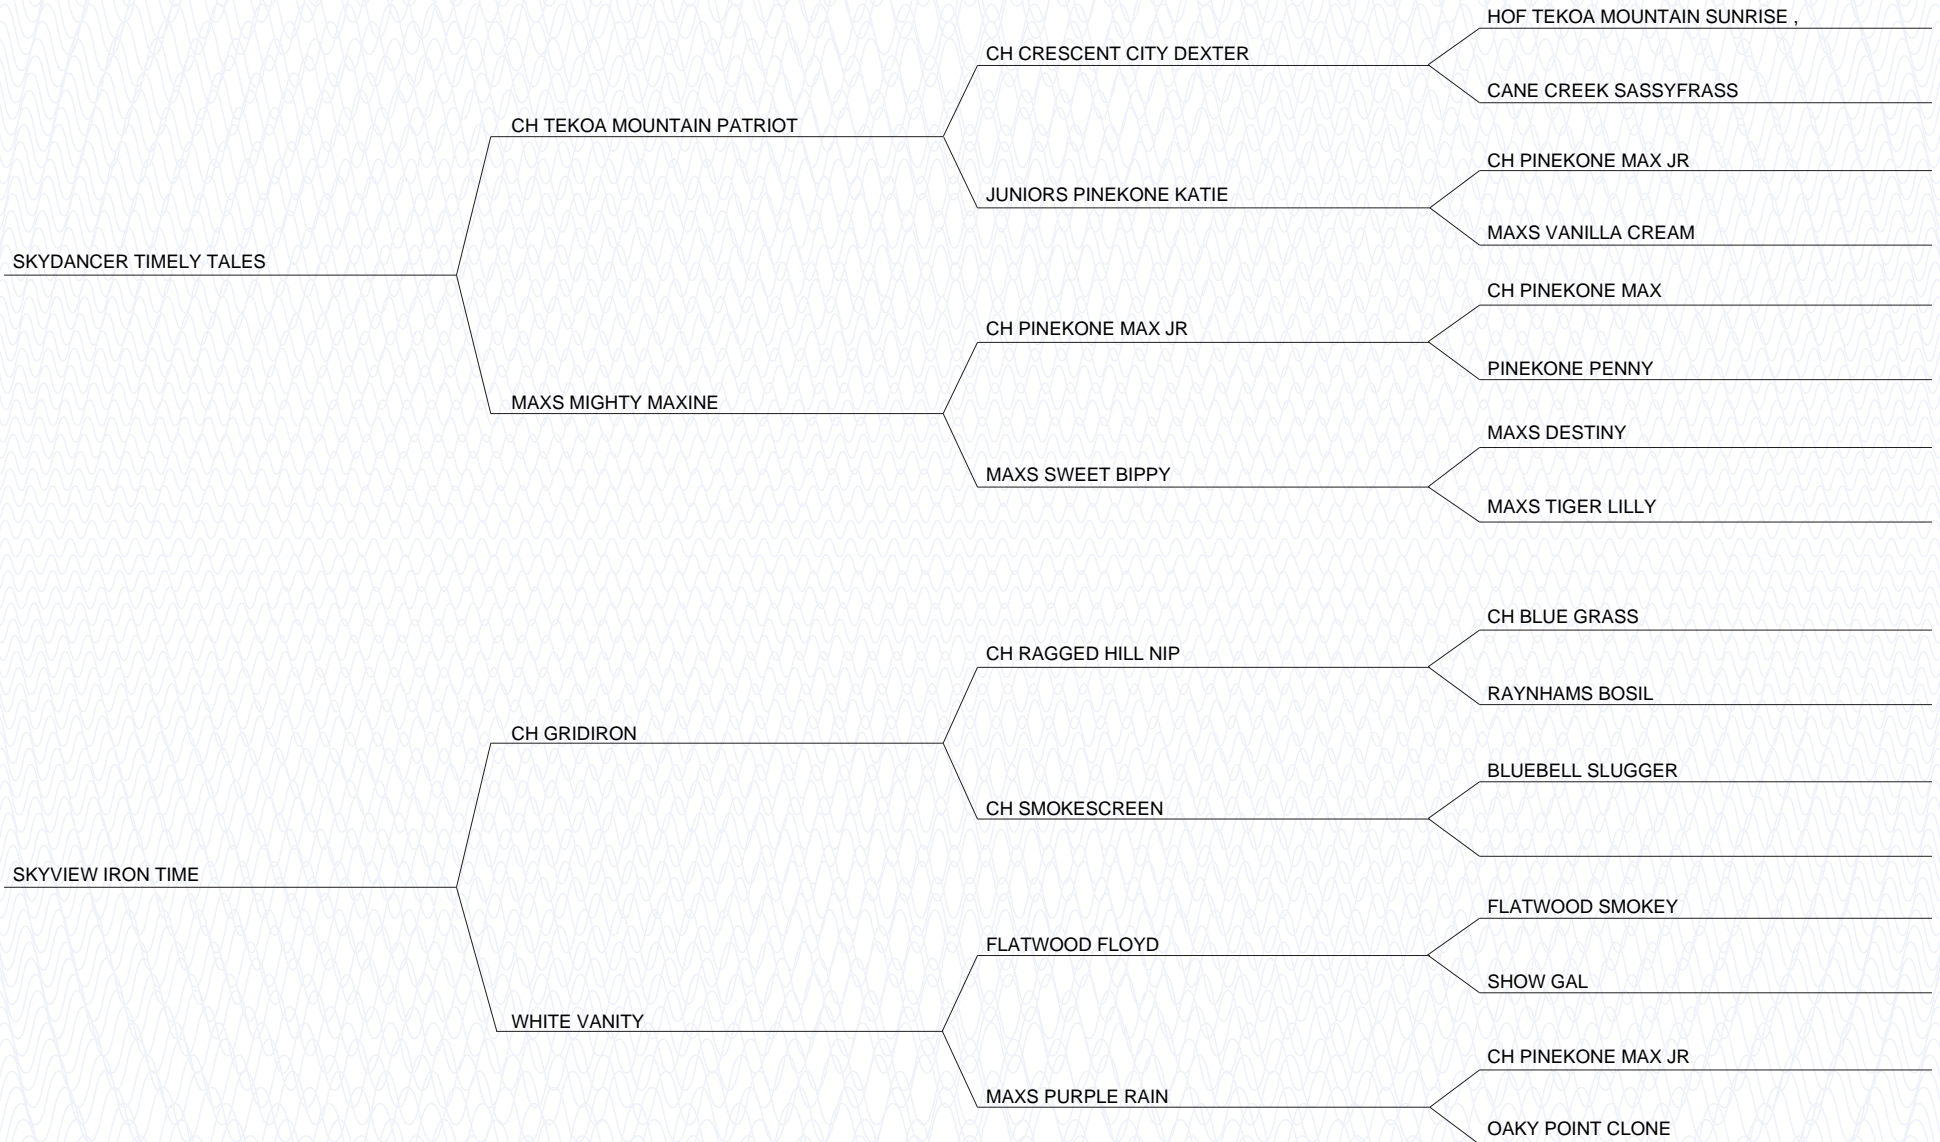 HOF TEKOA MOUNTAIN SUNRISE ,
CH CRESCENT CITY DEXTER
CANE CREEK SASSYFRASS
CH TEKOA MOUNTAIN PATRIOT
CH PINEKONE MAX JR
JUNIORS PINEKONE KATIE
MAXS VANILLA CREAM
SKYDANCER TIMELY TALES
CH PINEKONE MAX
CH PINEKONE MAX JR
PINEKONE PENNY
MAXS MIGHTY MAXINE
MAXS DESTINY
MAXS SWEET BIPPY
MAXS TIGER LILLY
CH BLUE GRASS
CH RAGGED HILL NIP
RAYNHAMS BOSIL
CH GRIDIRON
BLUEBELL SLUGGER
CH SMOKESCREEN
SKYVIEW IRON TIME
FLATWOOD SMOKEY
FLATWOOD FLOYD
SHOW GAL
WHITE VANITY
CH PINEKONE MAX JR
MAXS PURPLE RAIN
OAKY POINT CLONE